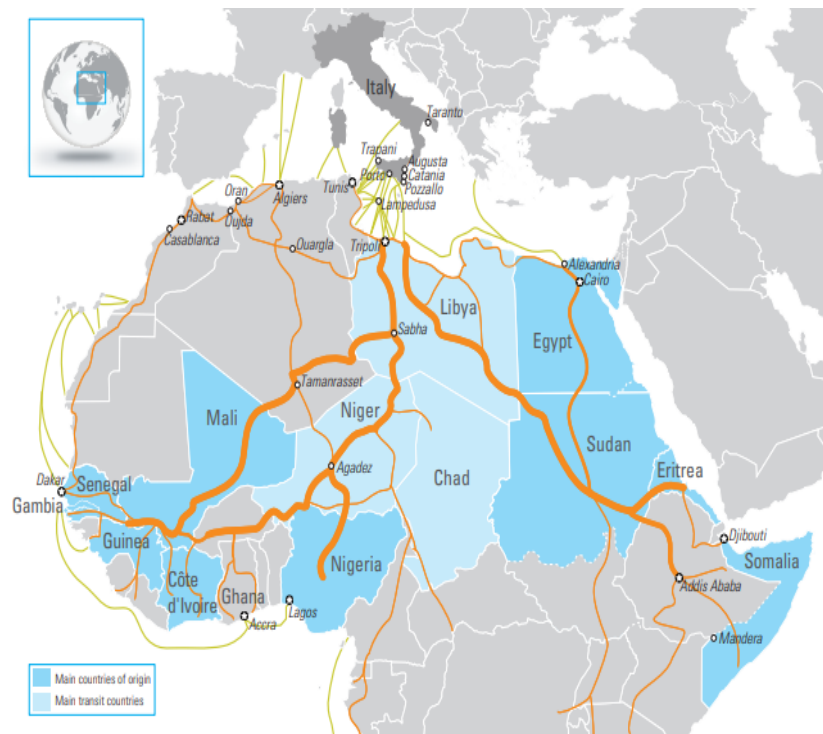 Italy
Taranto
Trapani
Augusta
Porto
Catania
Pozzallo
Tunis
Lampedusa
Oran
Algiers
Rabat
Oujda
Casablanca
Ouargla
Tripoli
Alexandria
Cairo
Libya
Sabha
Egypt
Tamanrasset
Mali
Niger
Sudan
Agadez
Chad
Eritrea
Dakar
Senegal
Gambia
Guinea
Nigeria
Djibouti
Somalia
Côte
d'Ivoire
Ghana
Addis Ababa
Lagos
Accra
Mandera
Main countries of origin
Main transit countries